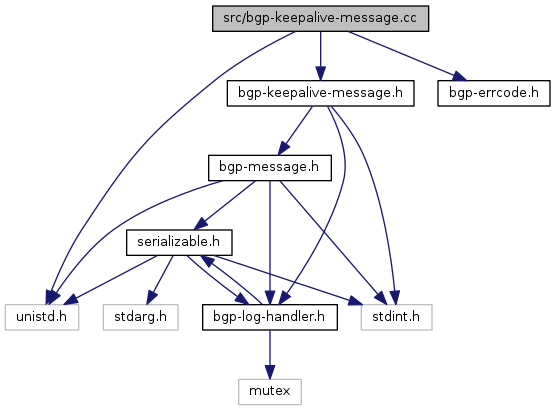 src/bgp-keepalive-message.cc
bgp-keepalive-message.h
bgp-errcode.h
bgp-message.h
serializable.h
unistd.h
stdarg.h
bgp-log-handler.h
stdint.h
mutex